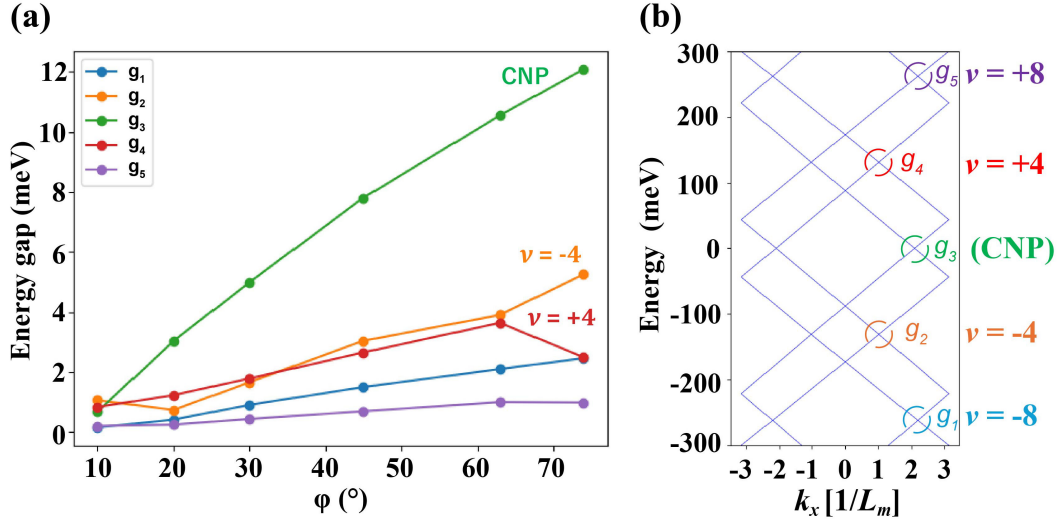 (a)
Energy gap (meV)
12
10
8
6
4
2
0
g₁
g₂
g₃
g₄
g₅
CNP
ν = -4
ν = +4
10 20 30 40 50 60 70
φ (°)
(b)
Energy (meV)
300
200
100
0
-100
-200
-300
g₅ ν = +8
g₄ ν = +4
g₃ (CNP)
g₂ ν = -4
g₁ ν = -8
-3 -2 -1 0 1 2 3
kₓ [1/Lₘ]